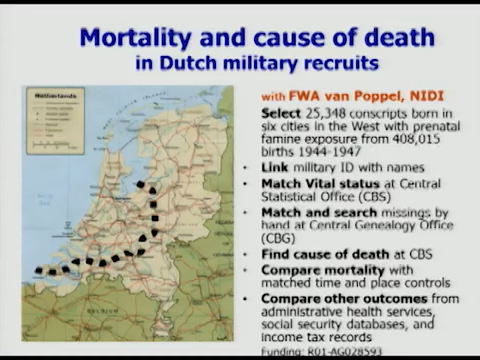 Mortality and cause of death
in Dutch military recruits
Netherlands
BELGIUM
with FWA van Poppel, NIDI
Select 25,348 conscripts born in
six cities in the West with prenatal
famine exposure from 408,015
births 1944-1947
• Link military ID with names
• Match Vital status at Central
Statistical Office (CBS)
• Match and search missings by
hand at Central Genealogy Office
(CBG)
• Find cause of death at CBS
• Compare mortality with
matched time and place controls
• Compare other outcomes from
administrative health services,
social security databases, and
income tax records
Funding: R01-AG028593